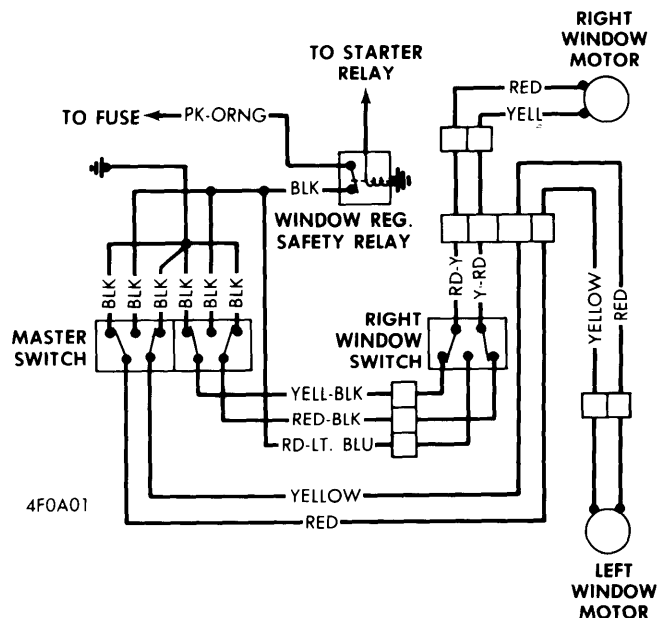 RIGHT
WINDOW
MOTOR
TO STARTER
RELAY
RED
YELL
TO FUSE
PK-ORNG
BLK
WINDOW REG.
SAFETY RELAY
BLK
BLK
BLK
BLK
BLK
BLK
RD-Y
Y-RD
YELLOW
RED
MASTER
SWITCH
RIGHT
WINDOW
SWITCH
YELL-BLK
RED-BLK
RD-LT. BLU
YELLOW
RED
4F0A01
LEFT
WINDOW
MOTOR